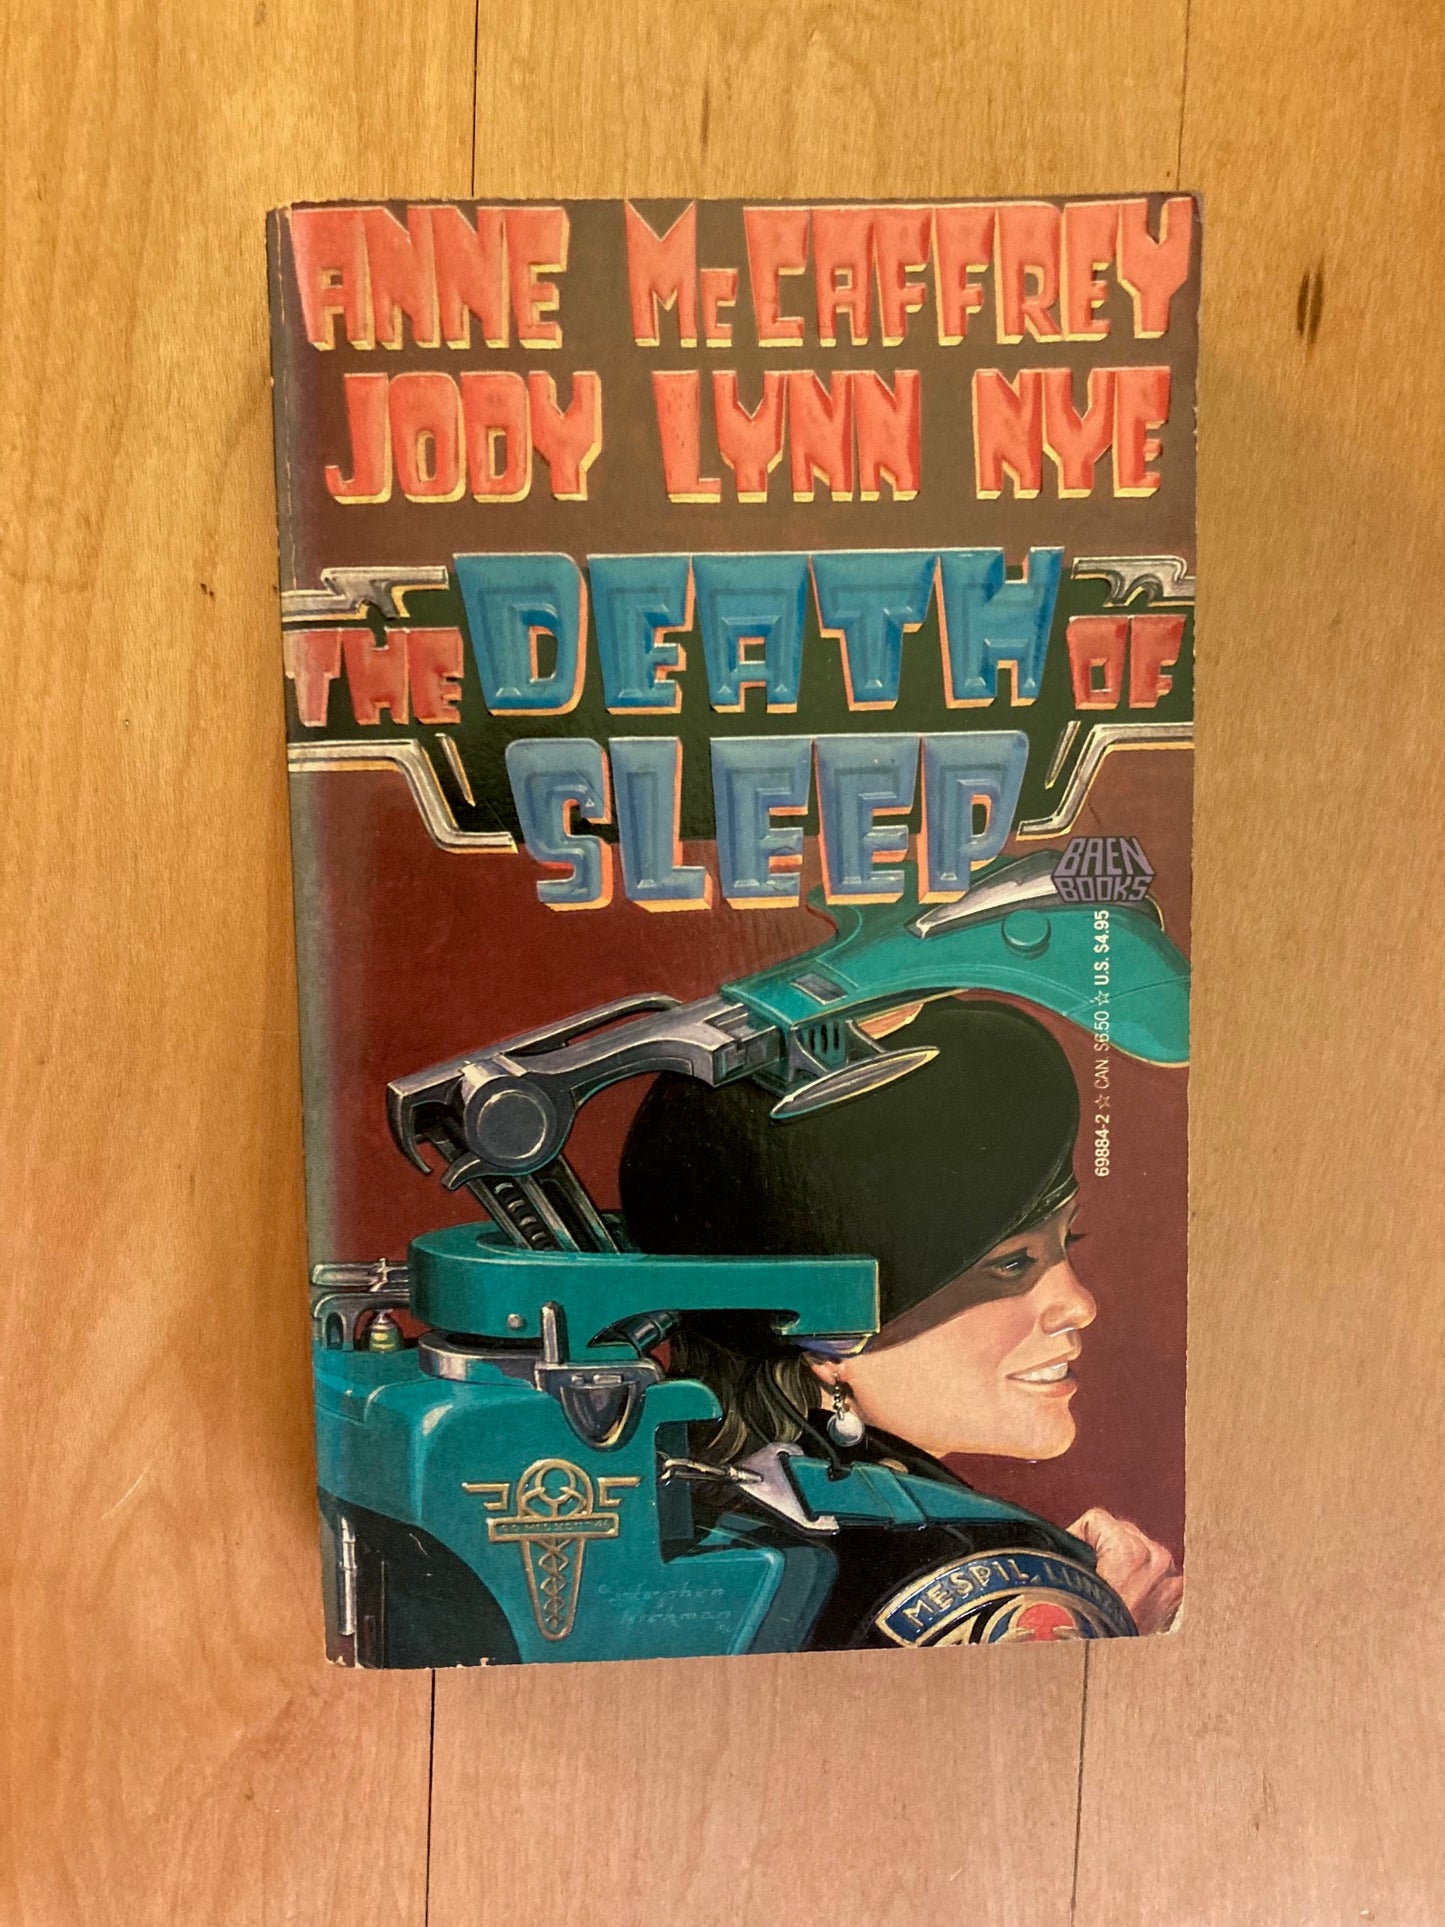 ANNE McCAFFREY
JODY LYNN NYE
THE DEATH OF
SLEEP
BAEN
BOOKS
69884-2 ☆ CAN. $6.50 ☆ U.S. $4.95
MESPIL, LUN